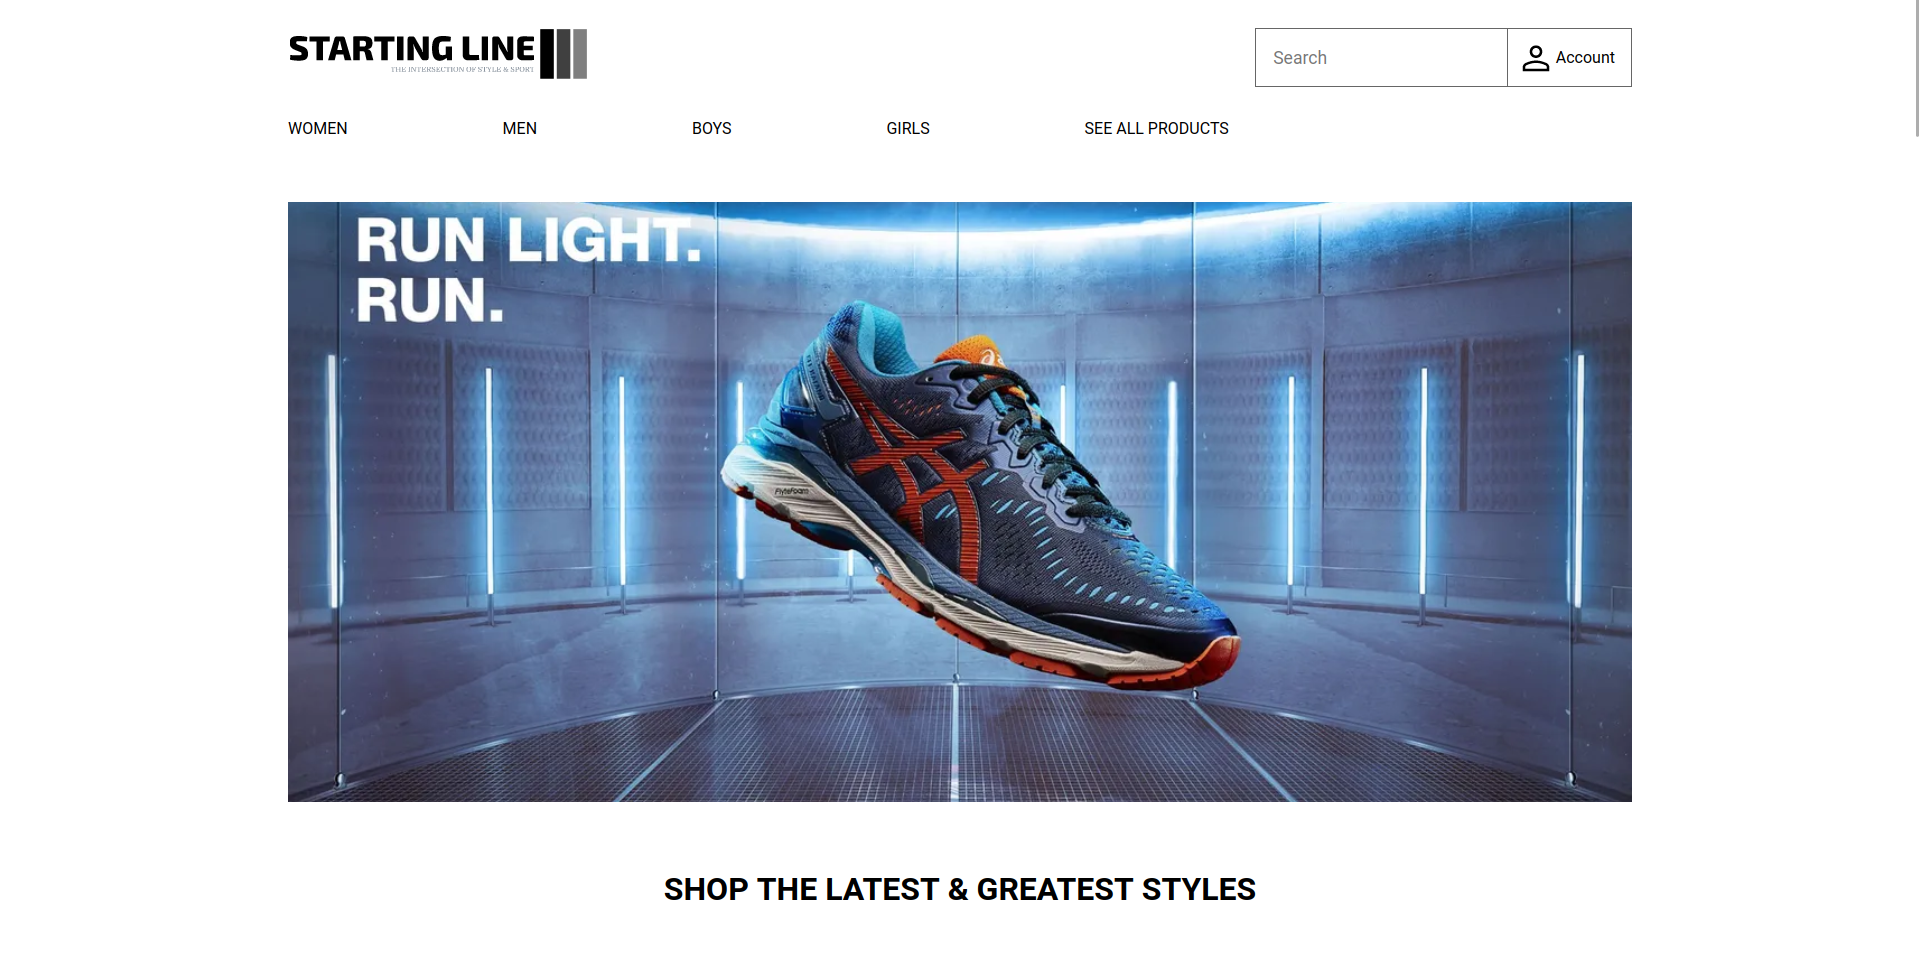 STARTING LINE
THE INTERSECTION OF STYLE & SPORT
Search
Account
WOMEN
MEN
BOYS
GIRLS
SEE ALL PRODUCTS
RUN LIGHT.
RUN.
FlyteFoam
SHOP THE LATEST & GREATEST STYLES